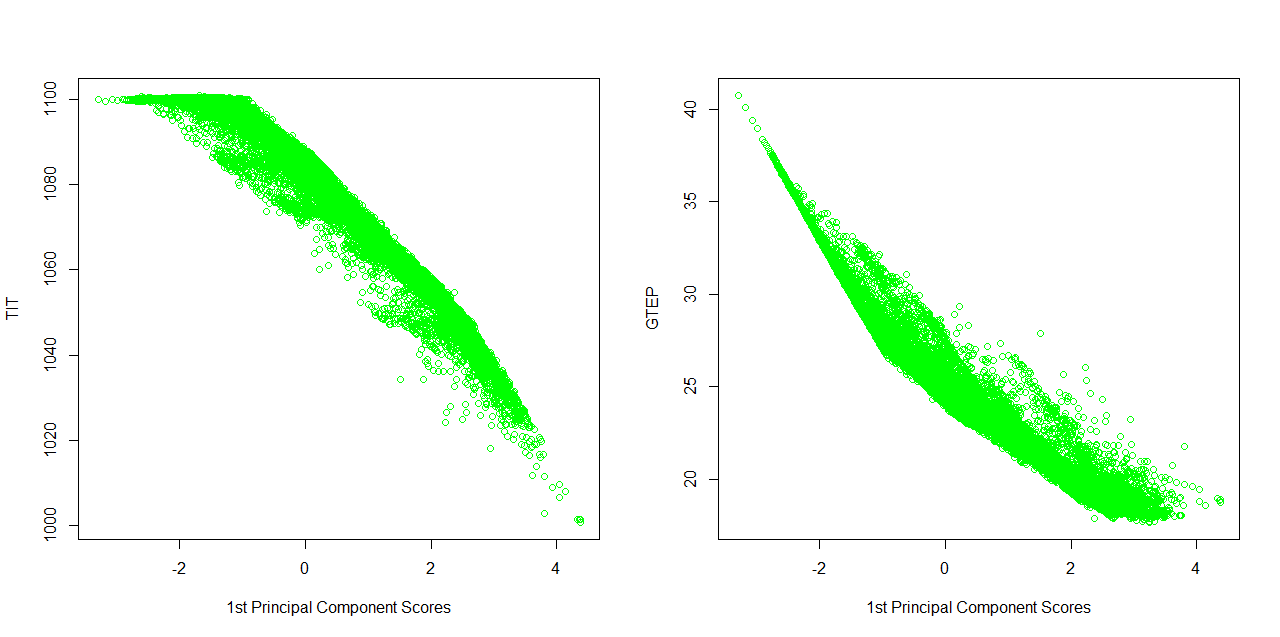 TIT
1000 1020 1040 1060 1080 1100
-2 0 2 4
1st Principal Component Scores
GTEP
20 25 30 35 40
-2 0 2 4
1st Principal Component Scores